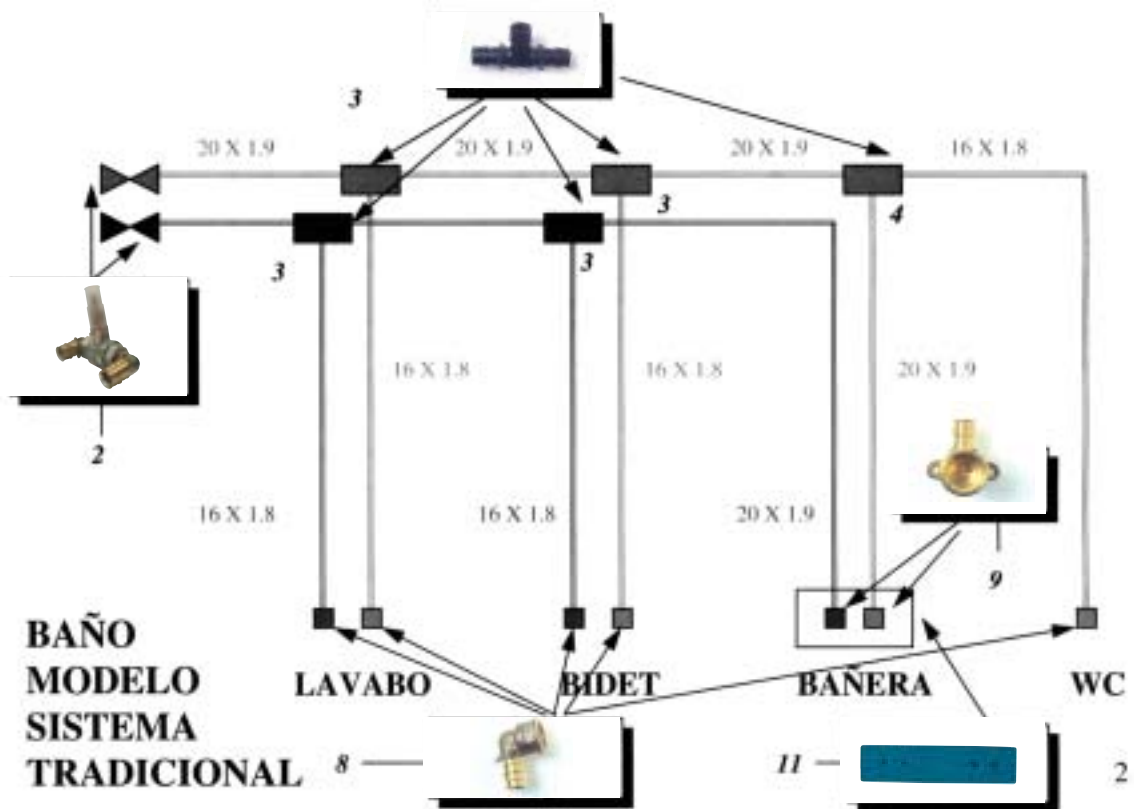 3
20 X 1.9
20 X 1.9
20 X 1.9
16 X 1.8
3
4
3
3
16 X 1.8
16 X 1.8
20 X 1.9
2
16 X 1.8
16 X 1.8
20 X 1.9
9
BAÑO
MODELO
SISTEMA
TRADICIONAL
LAVABO
BIDET
BAÑERA
WC
8
11
2